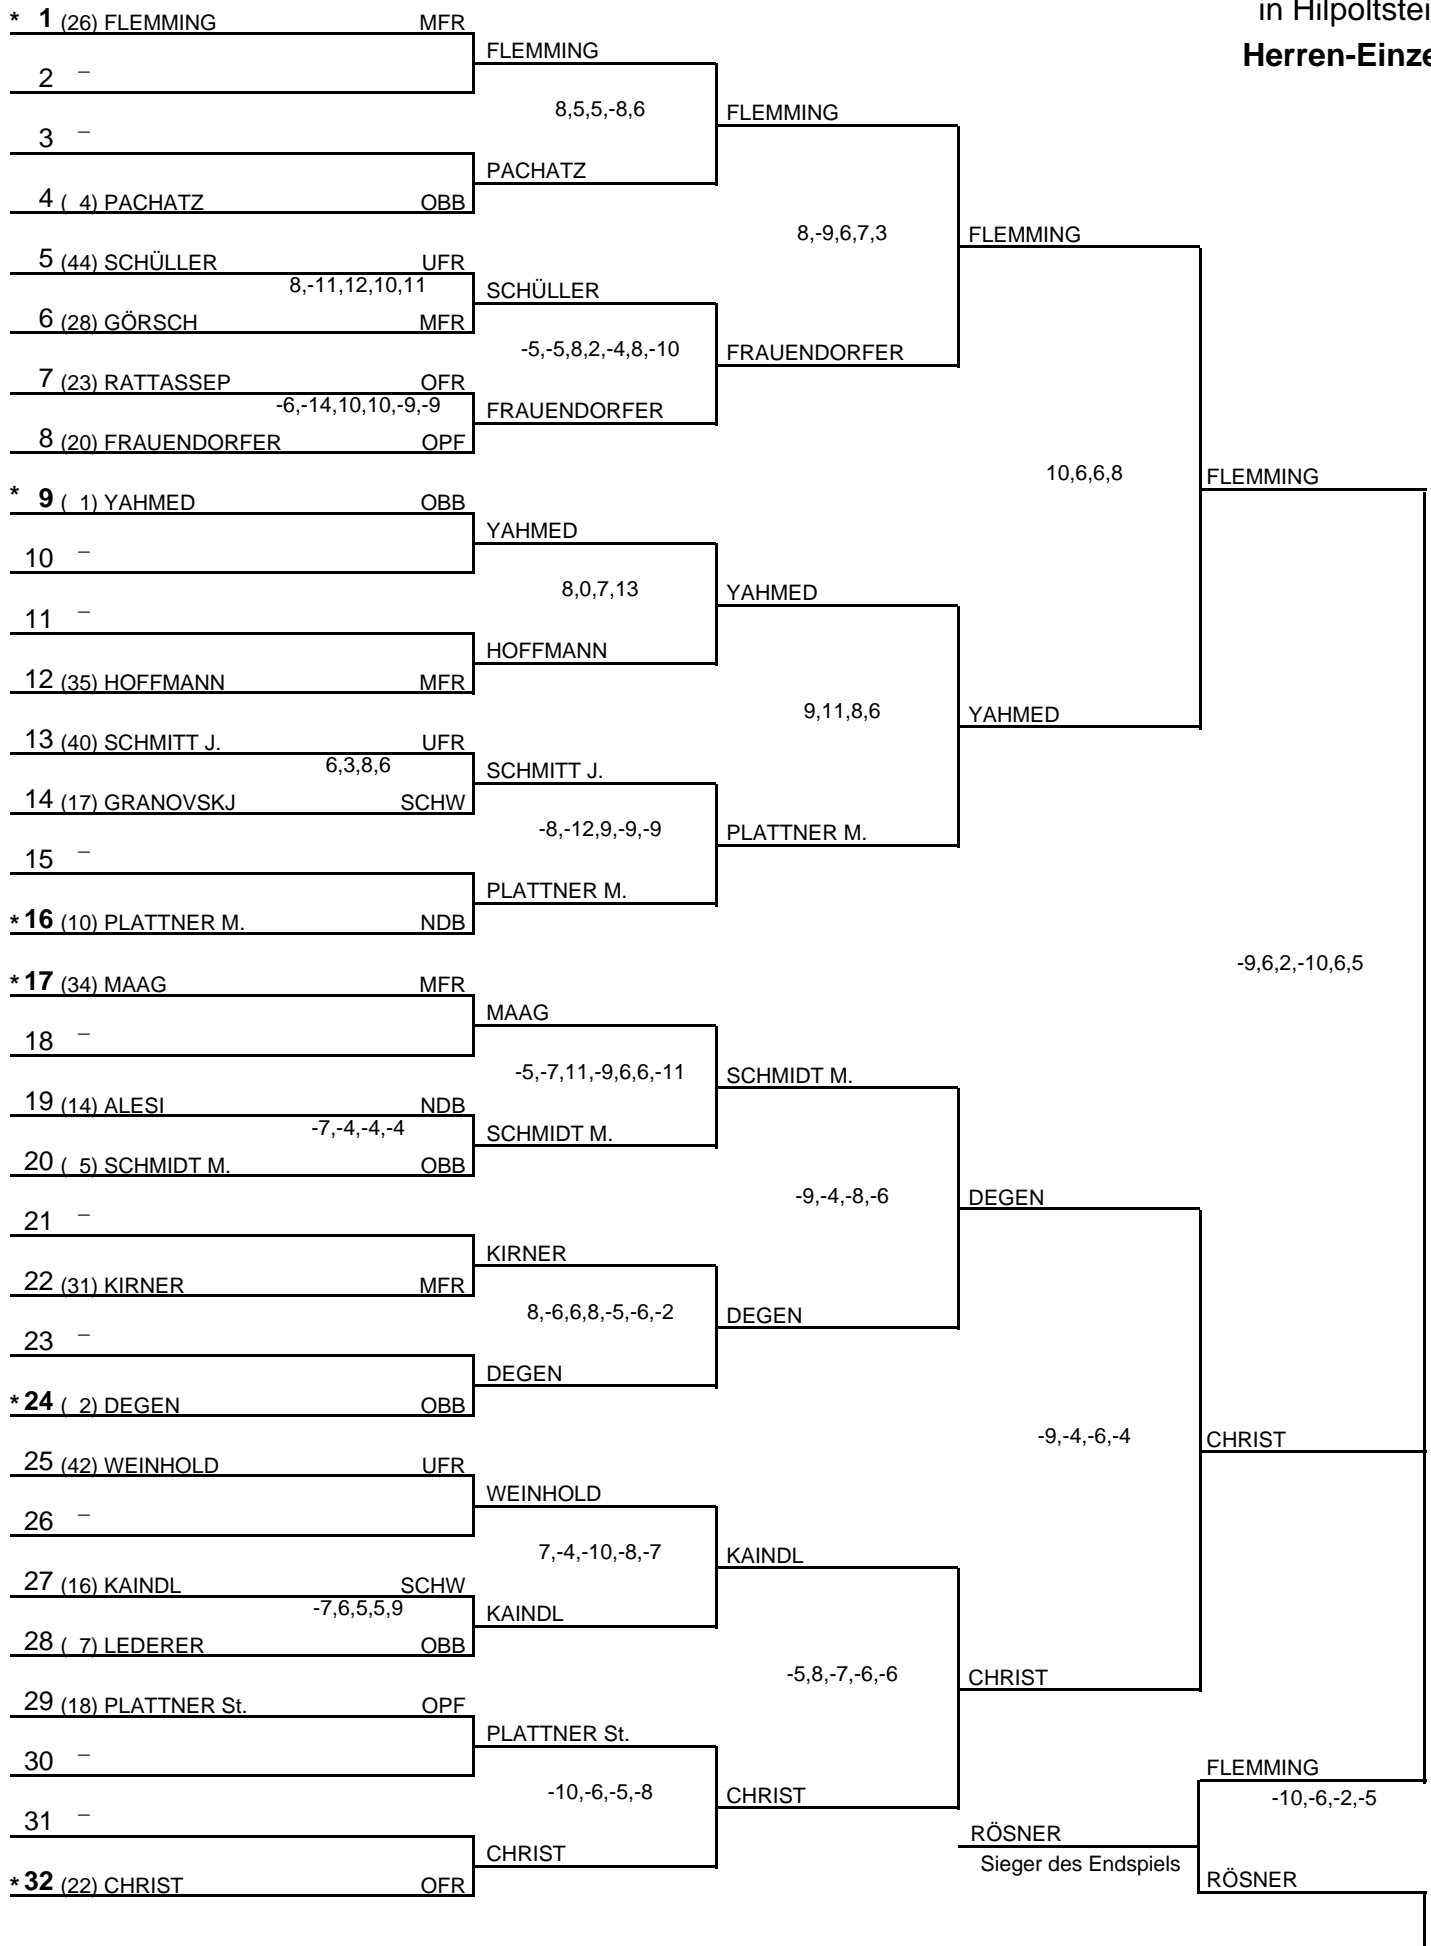 in Hilpoltstei
Herren-Einze
* 1 (26) FLEMMING MFR
FLEMMING
2 –
8,5,5,-8,6
FLEMMING
3 –
PACHATZ
4 ( 4) PACHATZ OBB
8,-9,6,7,3
FLEMMING
5 (44) SCHÜLLER UFR
8,-11,12,10,11
SCHÜLLER
6 (28) GÖRSCH MFR
-5,-5,8,2,-4,8,-10
FRAUENDORFER
7 (23) RATTASSEP OFR
-6,-14,10,10,-9,-9
FRAUENDORFER
8 (20) FRAUENDORFER OPF
10,6,6,8
FLEMMING
* 9 ( 1) YAHMED OBB
YAHMED
10 –
8,0,7,13
YAHMED
11 –
HOFFMANN
12 (35) HOFFMANN MFR
9,11,8,6
YAHMED
13 (40) SCHMITT J. UFR
6,3,8,6
SCHMITT J.
14 (17) GRANOVSKJ SCHW
-8,-12,9,-9,-9
PLATTNER M.
15 –
PLATTNER M.
* 16 (10) PLATTNER M. NDB
-9,6,2,-10,6,5
* 17 (34) MAAG MFR
MAAG
18 –
-5,-7,11,-9,6,6,-11
SCHMIDT M.
19 (14) ALESI NDB
-7,-4,-4,-4
SCHMIDT M.
20 ( 5) SCHMIDT M. OBB
-9,-4,-8,-6
DEGEN
21 –
KIRNER
22 (31) KIRNER MFR
8,-6,6,8,-5,-6,-2
DEGEN
23 –
DEGEN
* 24 ( 2) DEGEN OBB
-9,-4,-6,-4
CHRIST
25 (42) WEINHOLD UFR
WEINHOLD
26 –
7,-4,-10,-8,-7
KAINDL
27 (16) KAINDL SCHW
-7,6,5,5,9
KAINDL
28 ( 7) LEDERER OBB
-5,8,-7,-6,-6
CHRIST
29 (18) PLATTNER St. OPF
PLATTNER St.
30 –
FLEMMING
-10,-6,-5,-8
CHRIST
-10,-6,-2,-5
31 –
RÖSNER
CHRIST
Sieger des Endspiels
RÖSNER
* 32 (22) CHRIST OFR